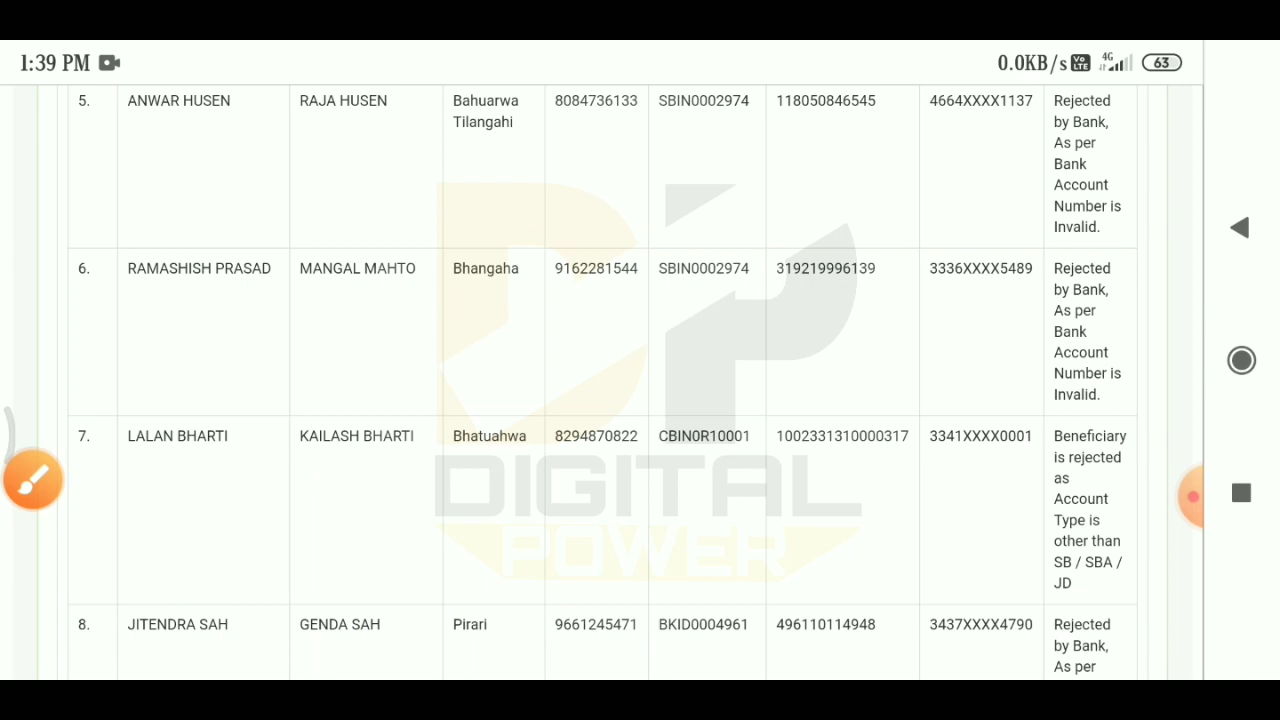 1:39 PM 0.0KB/s Vo LTE 4G 63
5. ANWAR HUSEN RAJA HUSEN Bahuarwa 8084736133 SBIN0002974 118050846545 4664XXXX1137 Rejected
Tilangahi by Bank,
As per
Bank
Account
Number is
Invalid.
6. RAMASHISH PRASAD MANGAL MAHTO Bhangaha 9162281544 SBIN0002974 319219996139 3336XXXX5489 Rejected
by Bank,
As per
Bank
Account
Number is
Invalid.
7. LALAN BHARTI KAILASH BHARTI Bhatuahwa 8294870822 CBIN0R10001 1002331310000317 3341XXXX0001 Beneficiary
is rejected
as
Account
Type is
other than
SB / SBA /
JD
8. JITENDRA SAH GENDA SAH Pirari 9661245471 BKID0004961 496110114948 3437XXXX4790 Rejected
by Bank,
As per
DP
DIGITAL
POWER